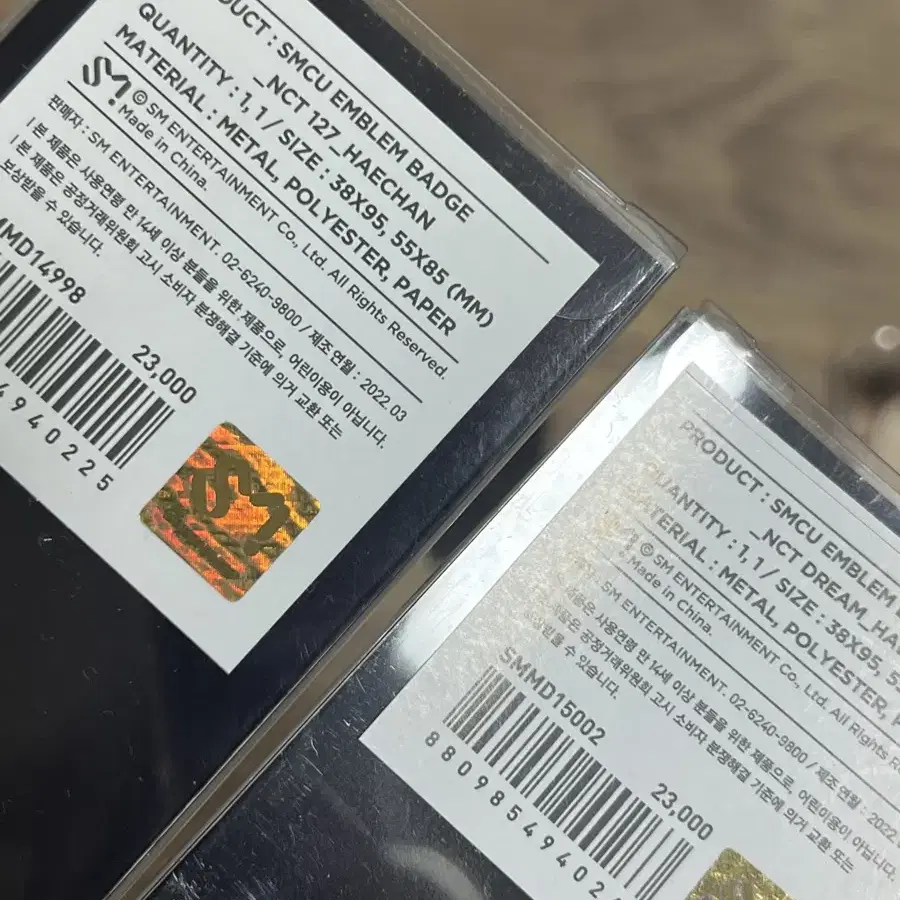 PRODUCT : SMCU EMBLEM BADGE
_NCT 127_HAECHAN
QUANTITY : 1, 1 / SIZE : 38X95, 55X85 (MM)
MATERIAL : METAL, POLYESTER, PAPER
SM
ⓒ SM ENTERTAINMENT Co., Ltd. All Rights Reserved.
Made in China.
판매자 : SM ENTERTAINMENT. 02-6240-9800 / 제조 연월 : 2022.03
ㅣ본 제품은 사용연령 만 14세 이상 분들을 위한 제품으로, 어린이용이 아닙니다.
ㅣ본 제품은 공정거래위원회 고시 소비자 분쟁해결 기준에 의거 교환 또는
보상받을 수 있습니다.
MMD14998
23,000
4940225
SM
PRODUCT : SMCU EMBLEM
_NCT DREAM_HA
QUANTITY : 1, 1 / SIZE : 38X95, 5
MATERIAL : METAL, POLYESTER,
ⓒ SM ENTERTAINMENT Co., Ltd. All Rights Re
Made in China.
SM ENTERTAINMENT. 02-6240-9800 / 제조 연월 : 2022.
제품은 사용연령 만 14세 이상 분들을 위한 제품으로, 어린이용이 아닙니다.
공정거래위원회 고시 소비자 분쟁해결 기준에 의거 교환 또는
보상받을 수 있습니다.
SMMD15002
23,000
8809854940